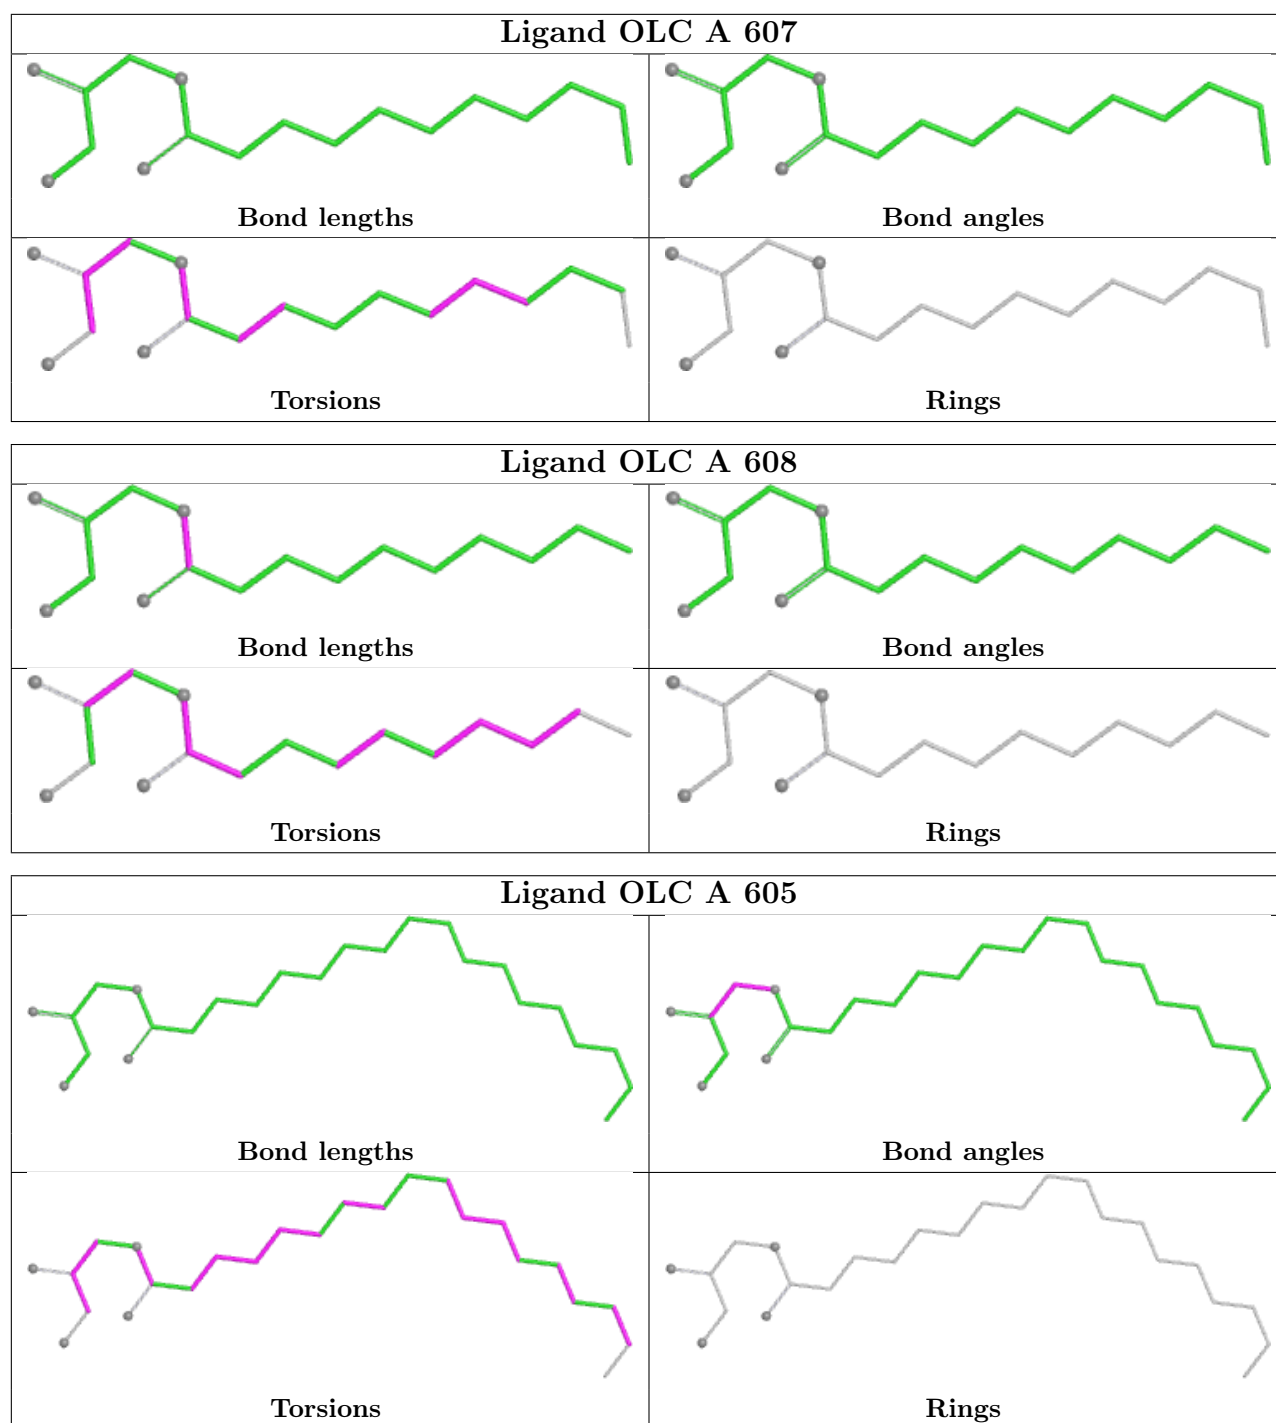 Ligand OLC A 607
Bond lengths
Bond angles
Torsions
Rings
Ligand OLC A 608
Bond lengths
Bond angles
Torsions
Rings
Ligand OLC A 605
Bond lengths
Bond angles
Torsions
Rings